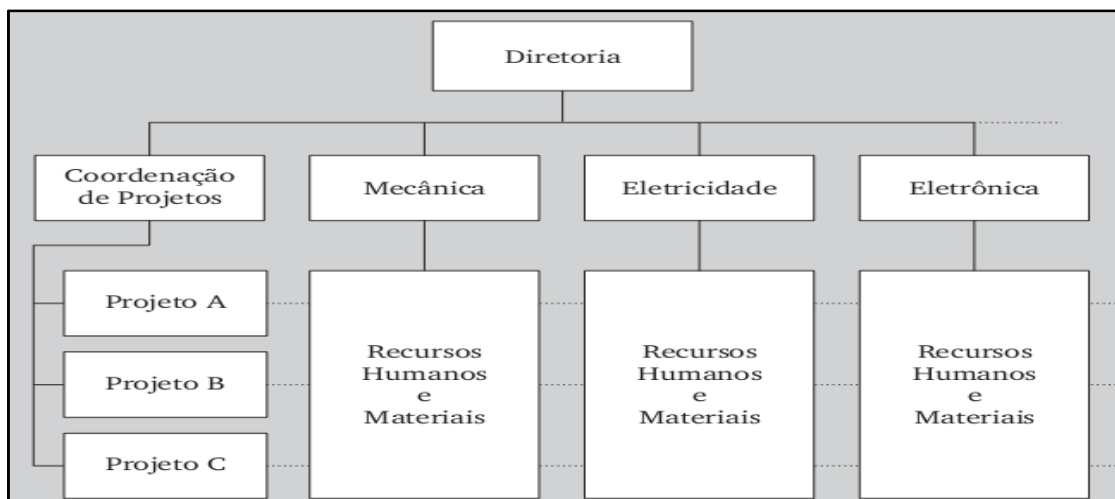 Diretoria
Coordenação
de Projetos
Mecânica
Eletricidade
Eletrônica
Projeto A
Projeto B
Projeto C
Recursos
Humanos
e
Materiais
Recursos
Humanos
e
Materiais
Recursos
Humanos
e
Materiais